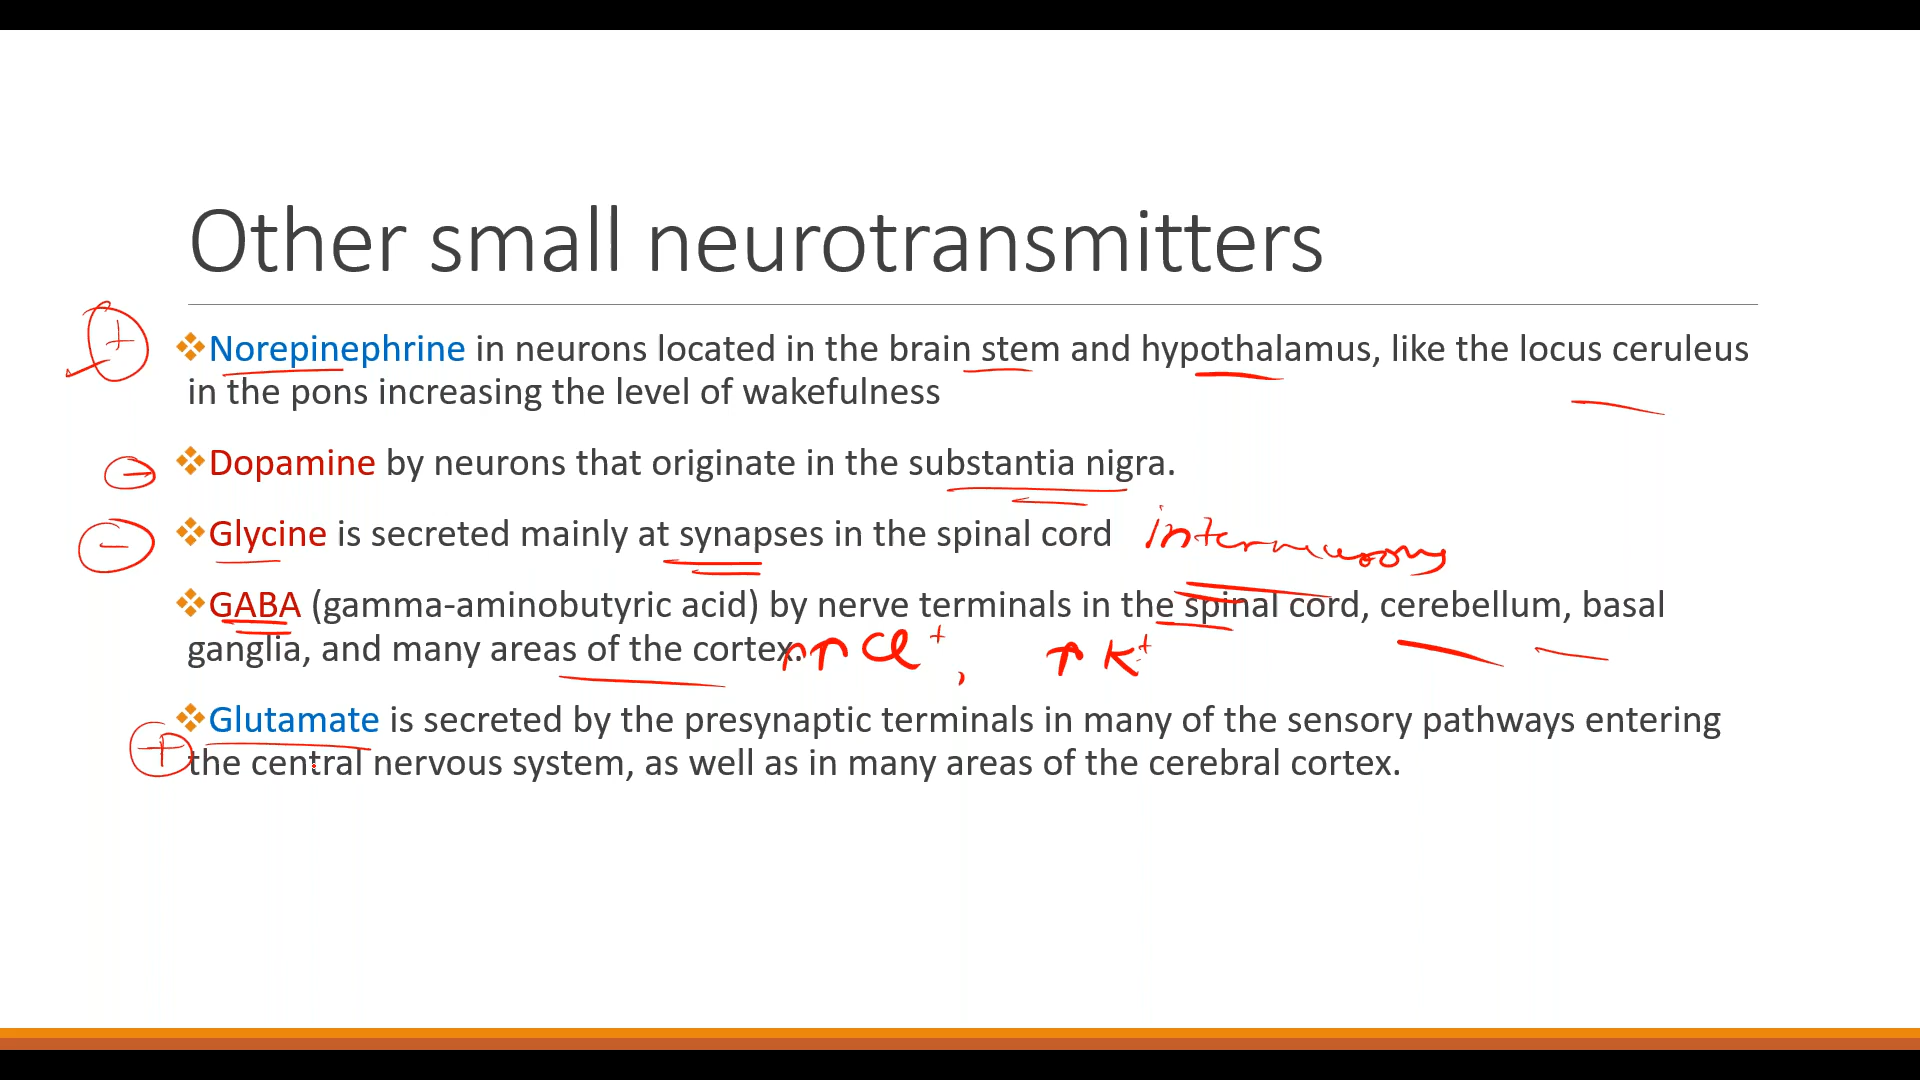 Other small neurotransmitters
+
❖Norepinephrine in neurons located in the brain stem and hypothalamus, like the locus ceruleus
in the pons increasing the level of wakefulness
−
❖Dopamine by neurons that originate in the substantia nigra.
−
❖Glycine is secreted mainly at synapses in the spinal cord interneurons
❖GABA (gamma-aminobutyric acid) by nerve terminals in the spinal cord, cerebellum, basal
ganglia, and many areas of the cortex. ↑↑ Cl+ , ↑ K+
❖Glutamate is secreted by the presynaptic terminals in many of the sensory pathways entering
+
the central nervous system, as well as in many areas of the cerebral cortex.